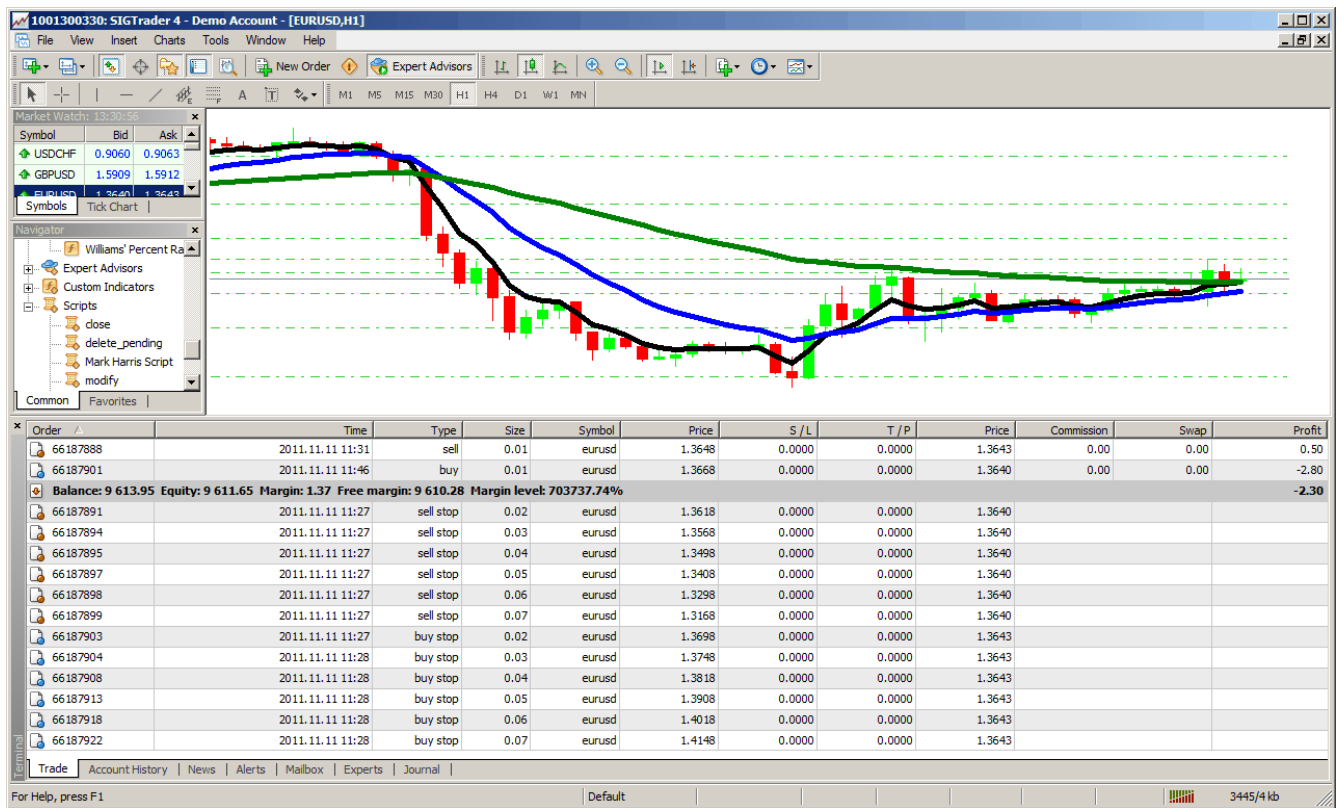 1001300330: SIGTrader 4 - Demo Account - [EURUSD,H1]
File View Insert Charts Tools Window Help
New Order Expert Advisors
A T M1 M5 M15 M30 H1 H4 D1 W1 MN
Market Watch: 13:30:56
Symbol Bid Ask
USDCHF 0.9060 0.9063
GBPUSD 1.5909 1.5912
EURUSD 1.3640 1.3643
Symbols Tick Chart
Navigator
Williams' Percent Ra
Expert Advisors
Custom Indicators
Scripts
close
delete_pending
Mark Harris Script
modify
Common Favorites
Order Time Type Size Symbol Price S / L T / P Price Commission Swap Profit
66187888 2011.11.11 11:31 sell 0.01 eurusd 1.3648 0.0000 0.0000 1.3643 0.00 0.00 0.50
66187901 2011.11.11 11:46 buy 0.01 eurusd 1.3668 0.0000 0.0000 1.3640 0.00 0.00 -2.80
Balance: 9 613.95 Equity: 9 611.65 Margin: 1.37 Free margin: 9 610.28 Margin level: 703737.74% -2.30
66187891 2011.11.11 11:27 sell stop 0.02 eurusd 1.3618 0.0000 0.0000 1.3640
66187894 2011.11.11 11:27 sell stop 0.03 eurusd 1.3568 0.0000 0.0000 1.3640
66187895 2011.11.11 11:27 sell stop 0.04 eurusd 1.3498 0.0000 0.0000 1.3640
66187897 2011.11.11 11:27 sell stop 0.05 eurusd 1.3408 0.0000 0.0000 1.3640
66187898 2011.11.11 11:27 sell stop 0.06 eurusd 1.3298 0.0000 0.0000 1.3640
66187899 2011.11.11 11:27 sell stop 0.07 eurusd 1.3168 0.0000 0.0000 1.3640
66187903 2011.11.11 11:27 buy stop 0.02 eurusd 1.3698 0.0000 0.0000 1.3643
66187904 2011.11.11 11:28 buy stop 0.03 eurusd 1.3748 0.0000 0.0000 1.3643
66187908 2011.11.11 11:28 buy stop 0.04 eurusd 1.3818 0.0000 0.0000 1.3643
66187913 2011.11.11 11:28 buy stop 0.05 eurusd 1.3908 0.0000 0.0000 1.3643
66187918 2011.11.11 11:28 buy stop 0.06 eurusd 1.4018 0.0000 0.0000 1.3643
66187922 2011.11.11 11:28 buy stop 0.07 eurusd 1.4148 0.0000 0.0000 1.3643
Terminal
Trade Account History News Alerts Mailbox Experts Journal
For Help, press F1 Default 3445/4 kb